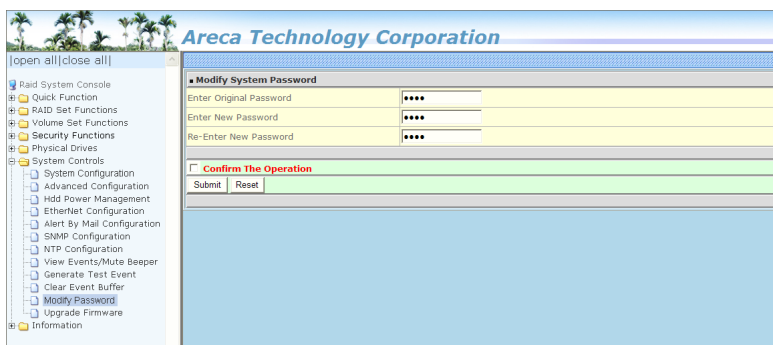 Areca Technology Corporation
|open all|close all|
Raid System Console
Quick Function
RAID Set Functions
Volume Set Functions
Security Functions
Physical Drives
System Controls
System Configuration
Advanced Configuration
Hdd Power Management
EtherNet Configuration
Alert By Mail Configuration
SNMP Configuration
NTP Configuration
View Events/Mute Beeper
Generate Test Event
Clear Event Buffer
Modify Password
Upgrade Firmware
Information
Modify System Password
Enter Original Password ••••
Enter New Password ••••
Re-Enter New Password ••••
Confirm The Operation
Submit Reset